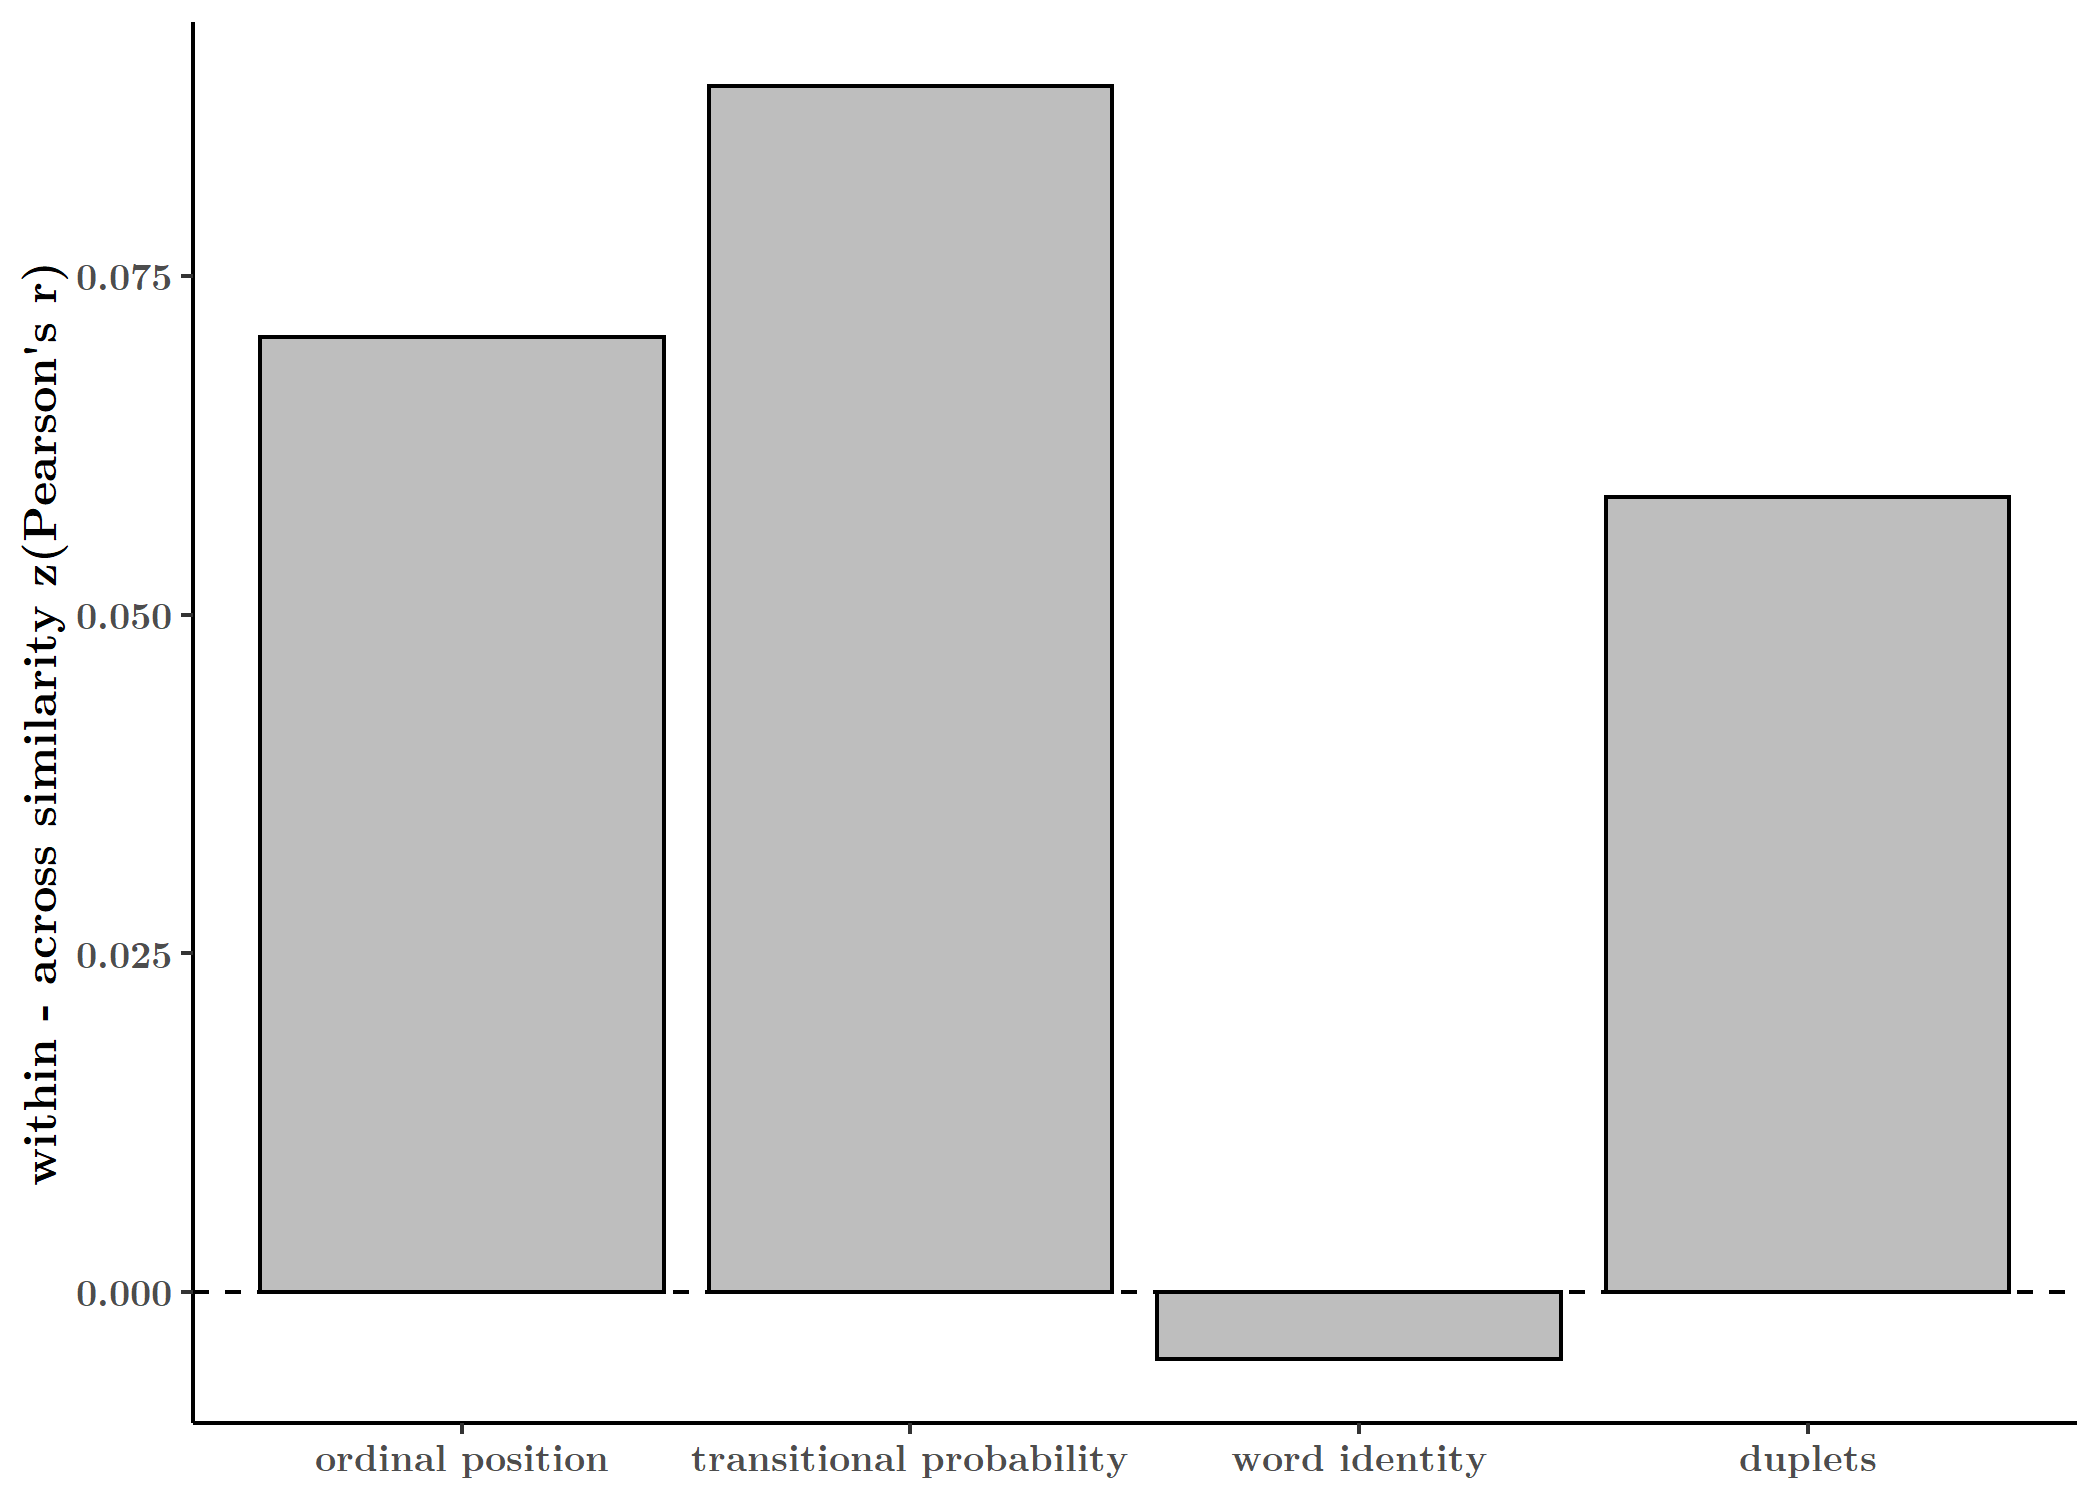 within - across similarity z(Pearson's r)
0.075
0.050
0.025
0.000
ordinal position
transitional probability
word identity
duplets